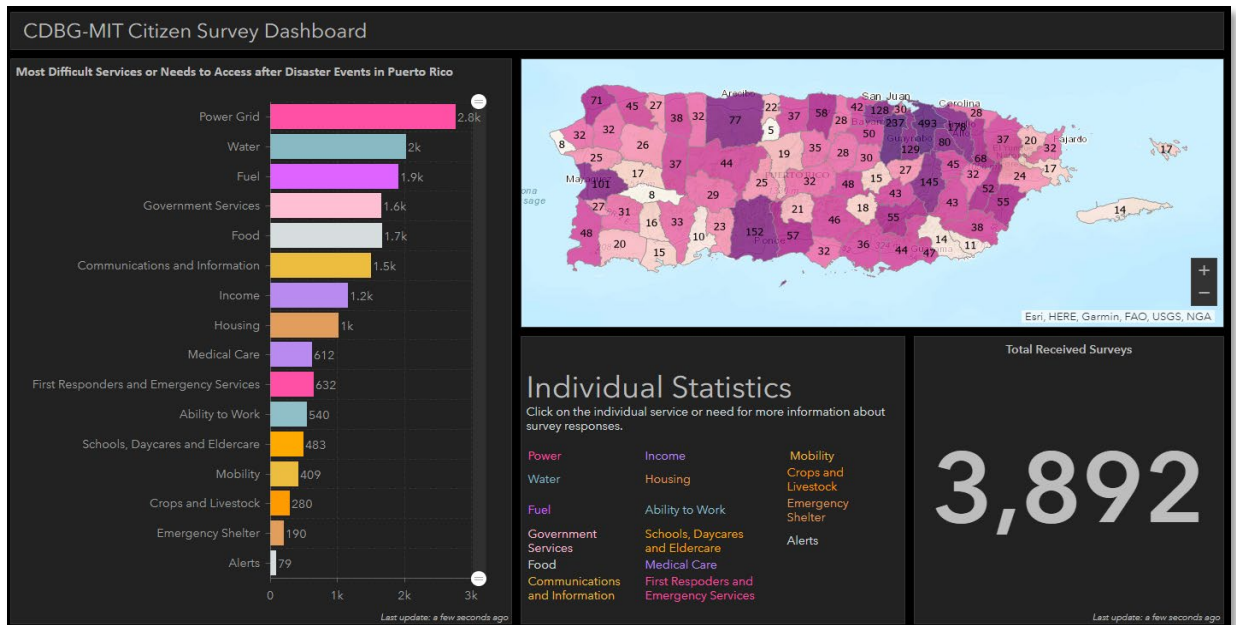 CDBG-MIT Citizen Survey Dashboard
Most Difficult Services or Needs to Access after Disaster Events in Puerto Rico
Power Grid
2.8k
Water
2k
Fuel
1.9k
Government Services
1.6k
Food
1.7k
Communications and Information
1.5k
Income
1.2k
Housing
1k
Medical Care
612
First Responders and Emergency Services
632
Ability to Work
540
Schools, Daycares and Eldercare
483
Mobility
409
Crops and Livestock
280
Emergency Shelter
190
Alerts
79
0 1k 2k 3k
Last update: a few seconds ago
Arecibo San Juan Carolina
71 45 27 38 32 77 22 37 58 42 128 30 28
32 32 26 5 28 50 237 493 178 37 20 32 Fajardo
8 25 17 37 44 19 35 28 30 129 80 68 17
101 8 29 25 32 48 15 27 45 32 24 17
PUERTO RICO
27 31 16 33 23 21 46 18 43 145 43 52 55
48 20 15 10 152 57 32 36 55 44 47 14 11 38 14
Ponce
+
−
Esri, HERE, Garmin, FAO, USGS, NGA
Individual Statistics
Click on the individual service or need for more information about
survey responses.
Power Income Mobility
Water Housing Crops and
Livestock
Fuel Ability to Work Emergency
Shelter
Government Schools, Daycares Alerts
Services and Eldercare
Food Medical Care
Communications First Respoders and
and Information Emergency Services
Total Received Surveys
3,892
Last update: a few seconds ago